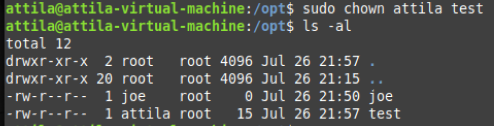 attila@attila-virtual-machine:/opt$ sudo chown attila test
attila@attila-virtual-machine:/opt$ ls -al
total 12
drwxr-xr-x  2 root   root 4096 Jul 26 21:57 .
drwxr-xr-x 20 root   root 4096 Jul 26 21:15 ..
-rw-r--r--  1 joe    root    0 Jul 26 21:50 joe
-rw-r--r--  1 attila root   15 Jul 26 21:57 test